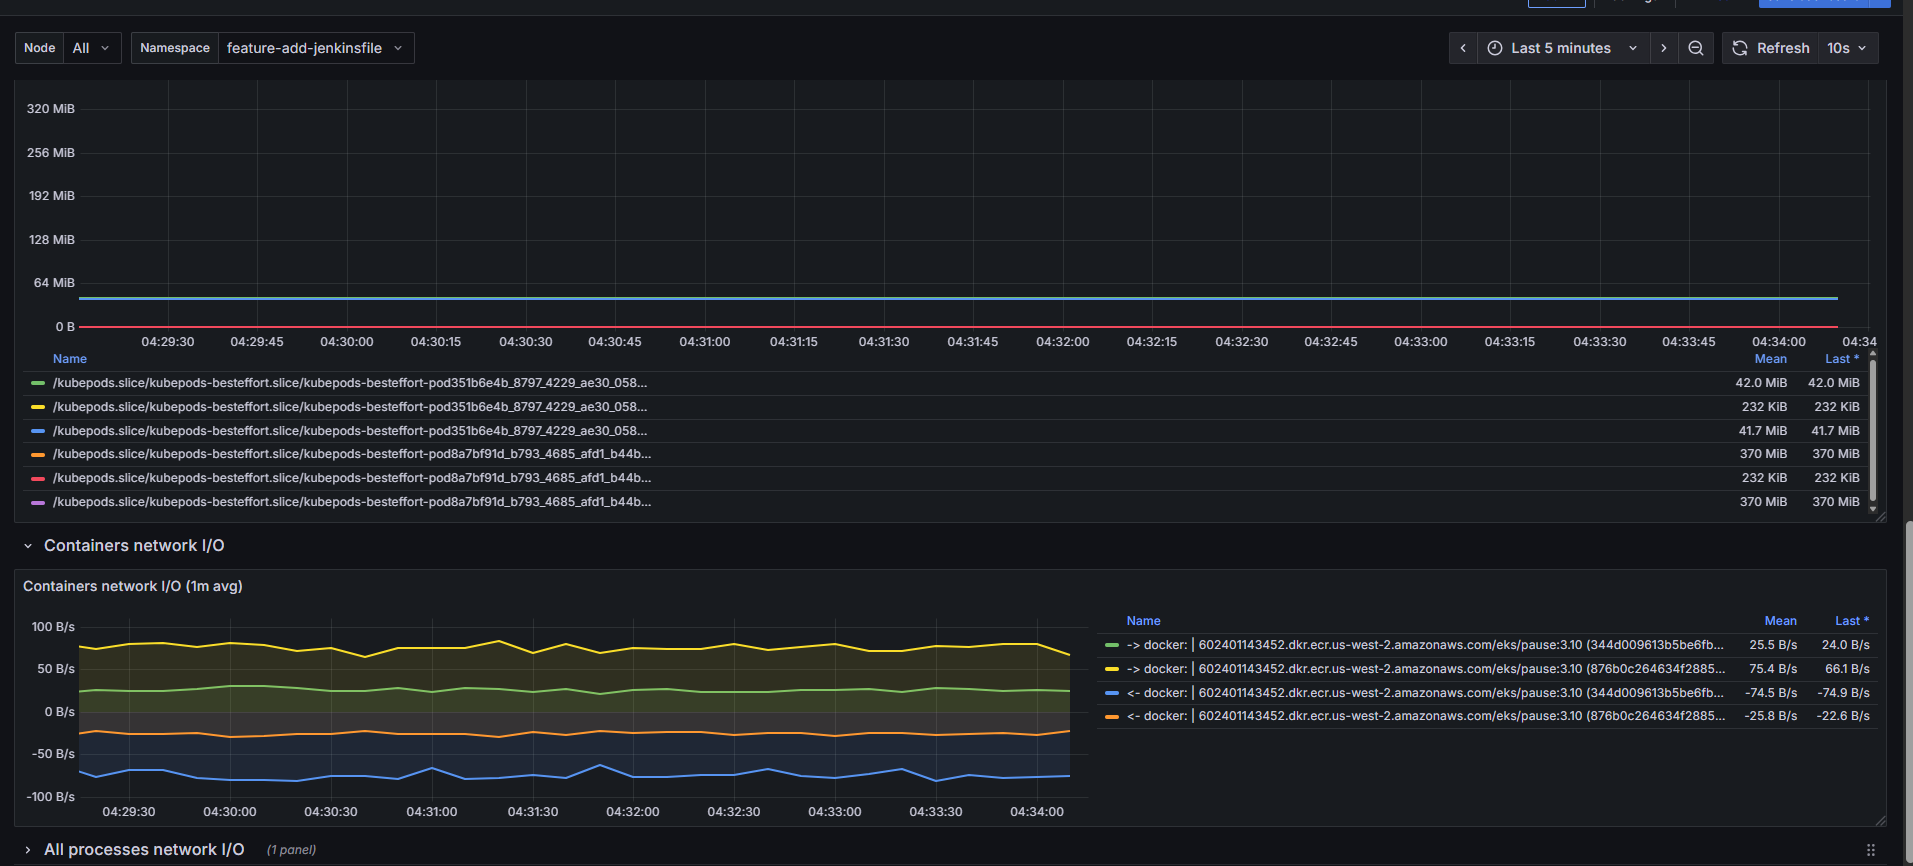 Node All Namespace feature-add-jenkinsfile Last 5 minutes Refresh 10s
320 MiB
256 MiB
192 MiB
128 MiB
64 MiB
0 B
04:29:30 04:29:45 04:30:00 04:30:15 04:30:30 04:30:45 04:31:00 04:31:15 04:31:30 04:31:45 04:32:00 04:32:15 04:32:30 04:32:45 04:33:00 04:33:15 04:33:30 04:33:45 04:34:00 04:34
Name Mean Last *
/kubepods.slice/kubepods-besteffort.slice/kubepods-besteffort-pod351b6e4b_8797_4229_ae30_058... 42.0 MiB 42.0 MiB
/kubepods.slice/kubepods-besteffort.slice/kubepods-besteffort-pod351b6e4b_8797_4229_ae30_058... 232 KiB 232 KiB
/kubepods.slice/kubepods-besteffort.slice/kubepods-besteffort-pod351b6e4b_8797_4229_ae30_058... 41.7 MiB 41.7 MiB
/kubepods.slice/kubepods-besteffort.slice/kubepods-besteffort-pod8a7bf91d_b793_4685_afd1_b44b... 370 MiB 370 MiB
/kubepods.slice/kubepods-besteffort.slice/kubepods-besteffort-pod8a7bf91d_b793_4685_afd1_b44b... 232 KiB 232 KiB
/kubepods.slice/kubepods-besteffort.slice/kubepods-besteffort-pod8a7bf91d_b793_4685_afd1_b44b... 370 MiB 370 MiB
Containers network I/O
Containers network I/O (1m avg)
100 B/s
50 B/s
0 B/s
-50 B/s
-100 B/s
04:29:30 04:30:00 04:30:30 04:31:00 04:31:30 04:32:00 04:32:30 04:33:00 04:33:30 04:34:00
Name Mean Last *
-> docker: | 602401143452.dkr.ecr.us-west-2.amazonaws.com/eks/pause:3.10 (344d009613b5be6fb... 25.5 B/s 24.0 B/s
-> docker: | 602401143452.dkr.ecr.us-west-2.amazonaws.com/eks/pause:3.10 (876b0c264634f2885... 75.4 B/s 66.1 B/s
<- docker: | 602401143452.dkr.ecr.us-west-2.amazonaws.com/eks/pause:3.10 (344d009613b5be6fb... -74.5 B/s -74.9 B/s
<- docker: | 602401143452.dkr.ecr.us-west-2.amazonaws.com/eks/pause:3.10 (876b0c264634f2885... -25.8 B/s -22.6 B/s
All processes network I/O (1 panel)